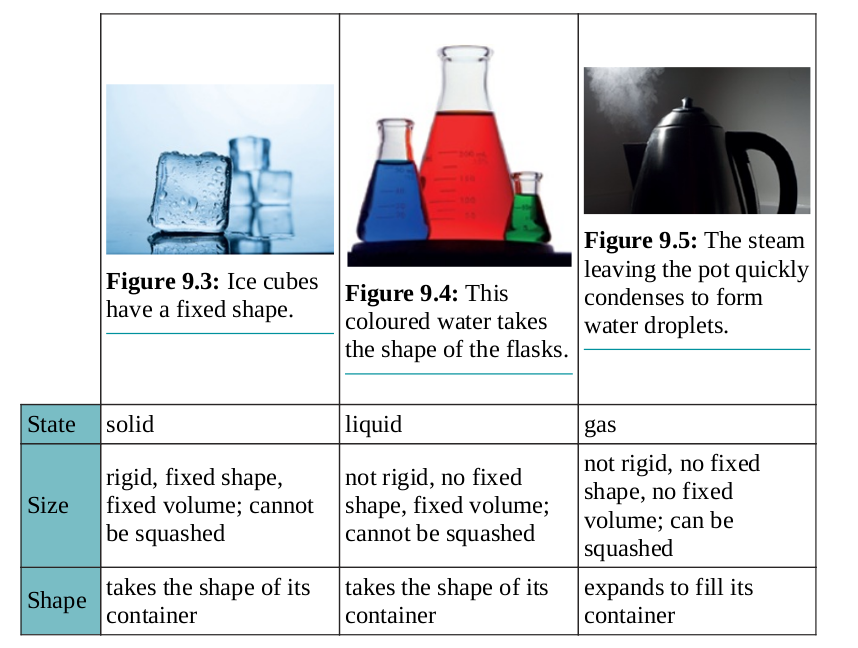 Figure 9.3: Ice cubes
have a fixed shape.
Figure 9.4: This
coloured water takes
the shape of the flasks.
Figure 9.5: The steam
leaving the pot quickly
condenses to form
water droplets.
State
solid
liquid
gas
Size
rigid, fixed shape,
fixed volume; cannot
be squashed
not rigid, no fixed
shape, fixed volume;
cannot be squashed
not rigid, no fixed
shape, no fixed
volume; can be
squashed
Shape
takes the shape of its
container
takes the shape of its
container
expands to fill its
container